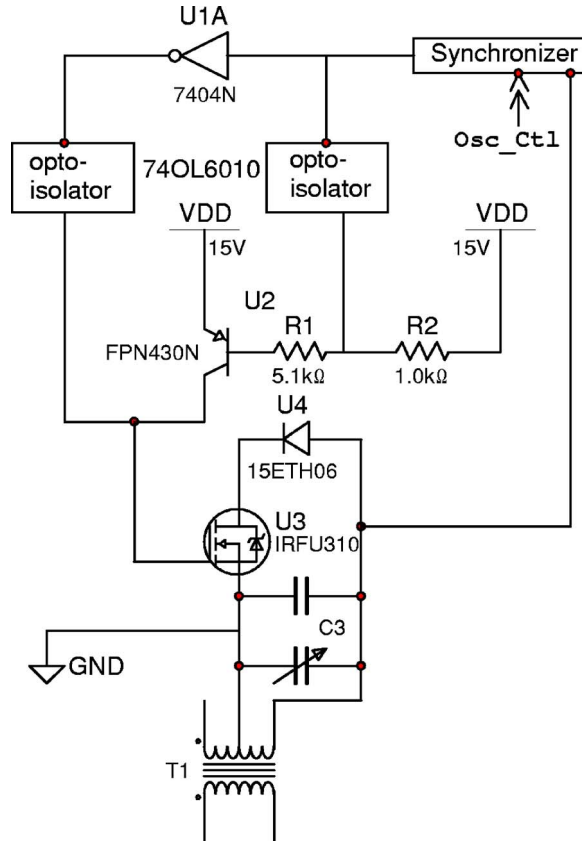 U1A
Synchronizer
7404N
Osc_Ctl
opto-
isolator
74OL6010
opto-
isolator
VDD
15V
VDD
15V
U2
R1
R2
FPN430N
5.1kΩ
1.0kΩ
U4
15ETH06
U3
IRFU310
C3
GND
T1